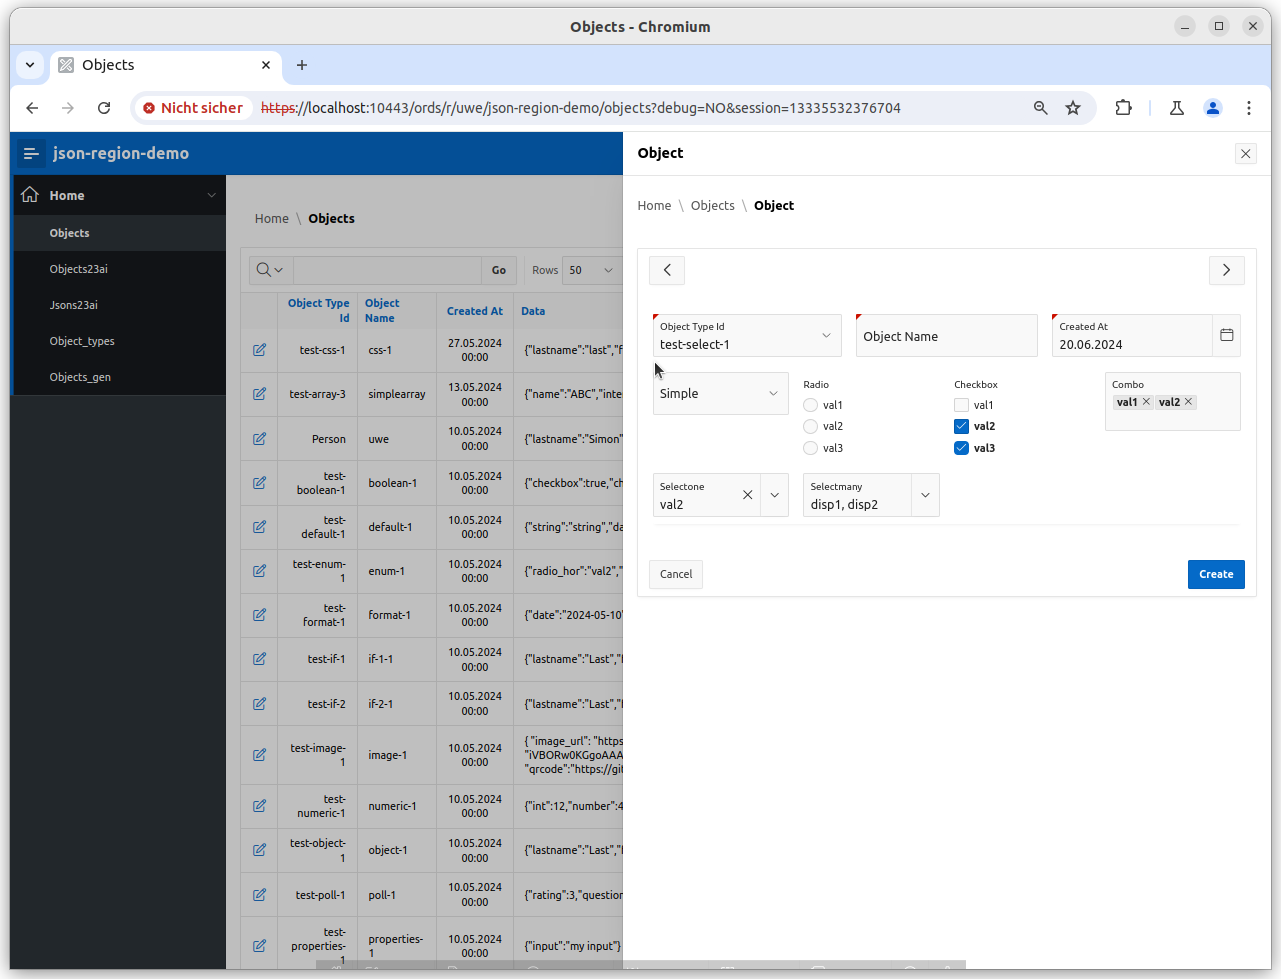 Objects - Chromium
Objects
Nicht sicher https://localhost:10443/ords/r/uwe/json-region-demo/objects?debug=NO&session=13335532376704
json-region-demo
Home
Objects
Objects23ai
Jsons23ai
Object_types
Objects_gen
Home \ Objects
Go Rows 50
Object Type Id Object Name Created At Data
test-css-1 css-1 27.05.2024 00:00 {"lastname":"last","f
test-array-3 simplearray 13.05.2024 00:00 {"name":"ABC","inte
Person uwe 10.05.2024 00:00 {"lastname":"Simon"
test-boolean-1 boolean-1 10.05.2024 00:00 {"checkbox":true,"ch
test-default-1 default-1 10.05.2024 00:00 {"string":"string","da
test-enum-1 enum-1 10.05.2024 00:00 {"radio_hor":"val2","
test-format-1 format-1 10.05.2024 00:00 {"date":"2024-05-10"
test-if-1 if-1-1 10.05.2024 00:00 {"lastname":"Last","
test-if-2 if-2-1 10.05.2024 00:00 {"lastname":"Last","
test-image-1 image-1 10.05.2024 00:00 { "image_url": "https
"iVBORw0KGgoAAA
"qrcode":"https://git
test-numeric-1 numeric-1 10.05.2024 00:00 {"int":12,"number":4
test-object-1 object-1 10.05.2024 00:00 {"lastname":"Last","
test-poll-1 poll-1 10.05.2024 00:00 {"rating":3,"question
test-properties-1 properties-1 10.05.2024 00:00 {"input":"my input"}
Object
Home \ Objects \ Object
Object Type Id
test-select-1
Object Name
Created At
20.06.2024
Simple
Radio
val1
val2
val3
Checkbox
val1
val2
val3
Combo
val1 val2
Selectone
val2
Selectmany
disp1, disp2
Cancel
Create